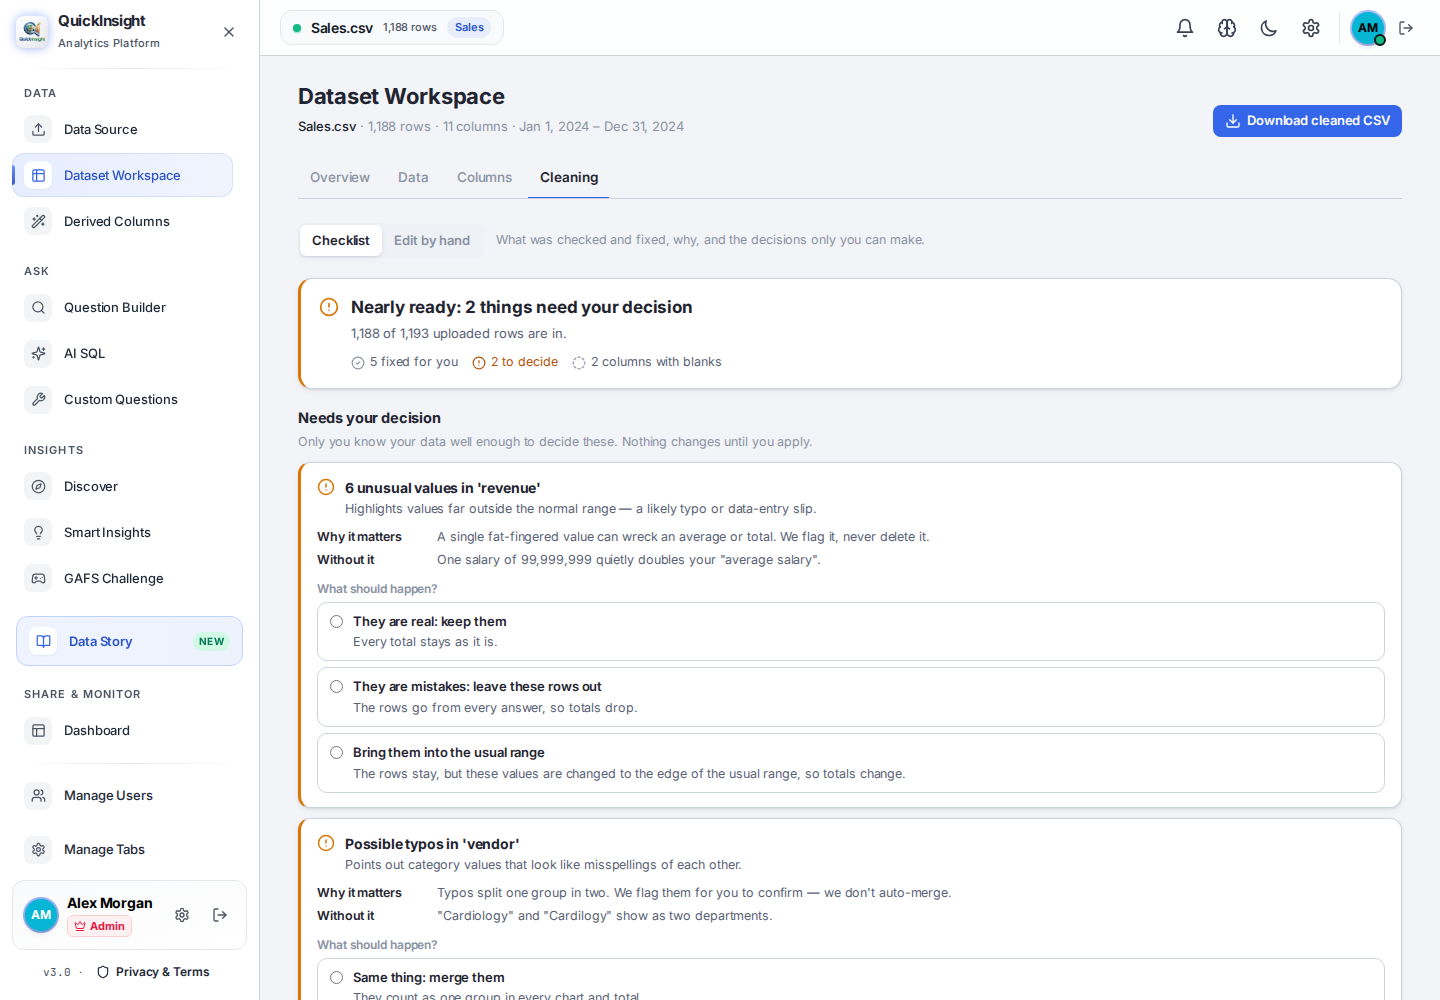 QuickInsight
Analytics Platform
DATA
Data Source
Dataset Workspace
Derived Columns
ASK
Question Builder
AI SQL
Custom Questions
INSIGHTS
Discover
Smart Insights
GAFS Challenge
Data Story NEW
SHARE & MONITOR
Dashboard
Manage Users
Manage Tabs
AM Alex Morgan
Admin
v3.0 · Privacy & Terms
Sales.csv 1,188 rows Sales
AM
Dataset Workspace
Sales.csv · 1,188 rows · 11 columns · Jan 1, 2024 – Dec 31, 2024
Download cleaned CSV
Overview Data Columns Cleaning
Checklist Edit by hand What was checked and fixed, why, and the decisions only you can make.
Nearly ready: 2 things need your decision
1,188 of 1,193 uploaded rows are in.
5 fixed for you 2 to decide 2 columns with blanks
Needs your decision
Only you know your data well enough to decide these. Nothing changes until you apply.
6 unusual values in 'revenue'
Highlights values far outside the normal range — a likely typo or data-entry slip.
Why it matters A single fat-fingered value can wreck an average or total. We flag it, never delete it.
Without it One salary of 99,999,999 quietly doubles your "average salary".
What should happen?
They are real: keep them
Every total stays as it is.
They are mistakes: leave these rows out
The rows go from every answer, so totals drop.
Bring them into the usual range
The rows stay, but these values are changed to the edge of the usual range, so totals change.
Possible typos in 'vendor'
Points out category values that look like misspellings of each other.
Why it matters Typos split one group in two. We flag them for you to confirm — we don't auto-merge.
Without it "Cardiology" and "Cardilogy" show as two departments.
What should happen?
Same thing: merge them
They count as one group in every chart and total.